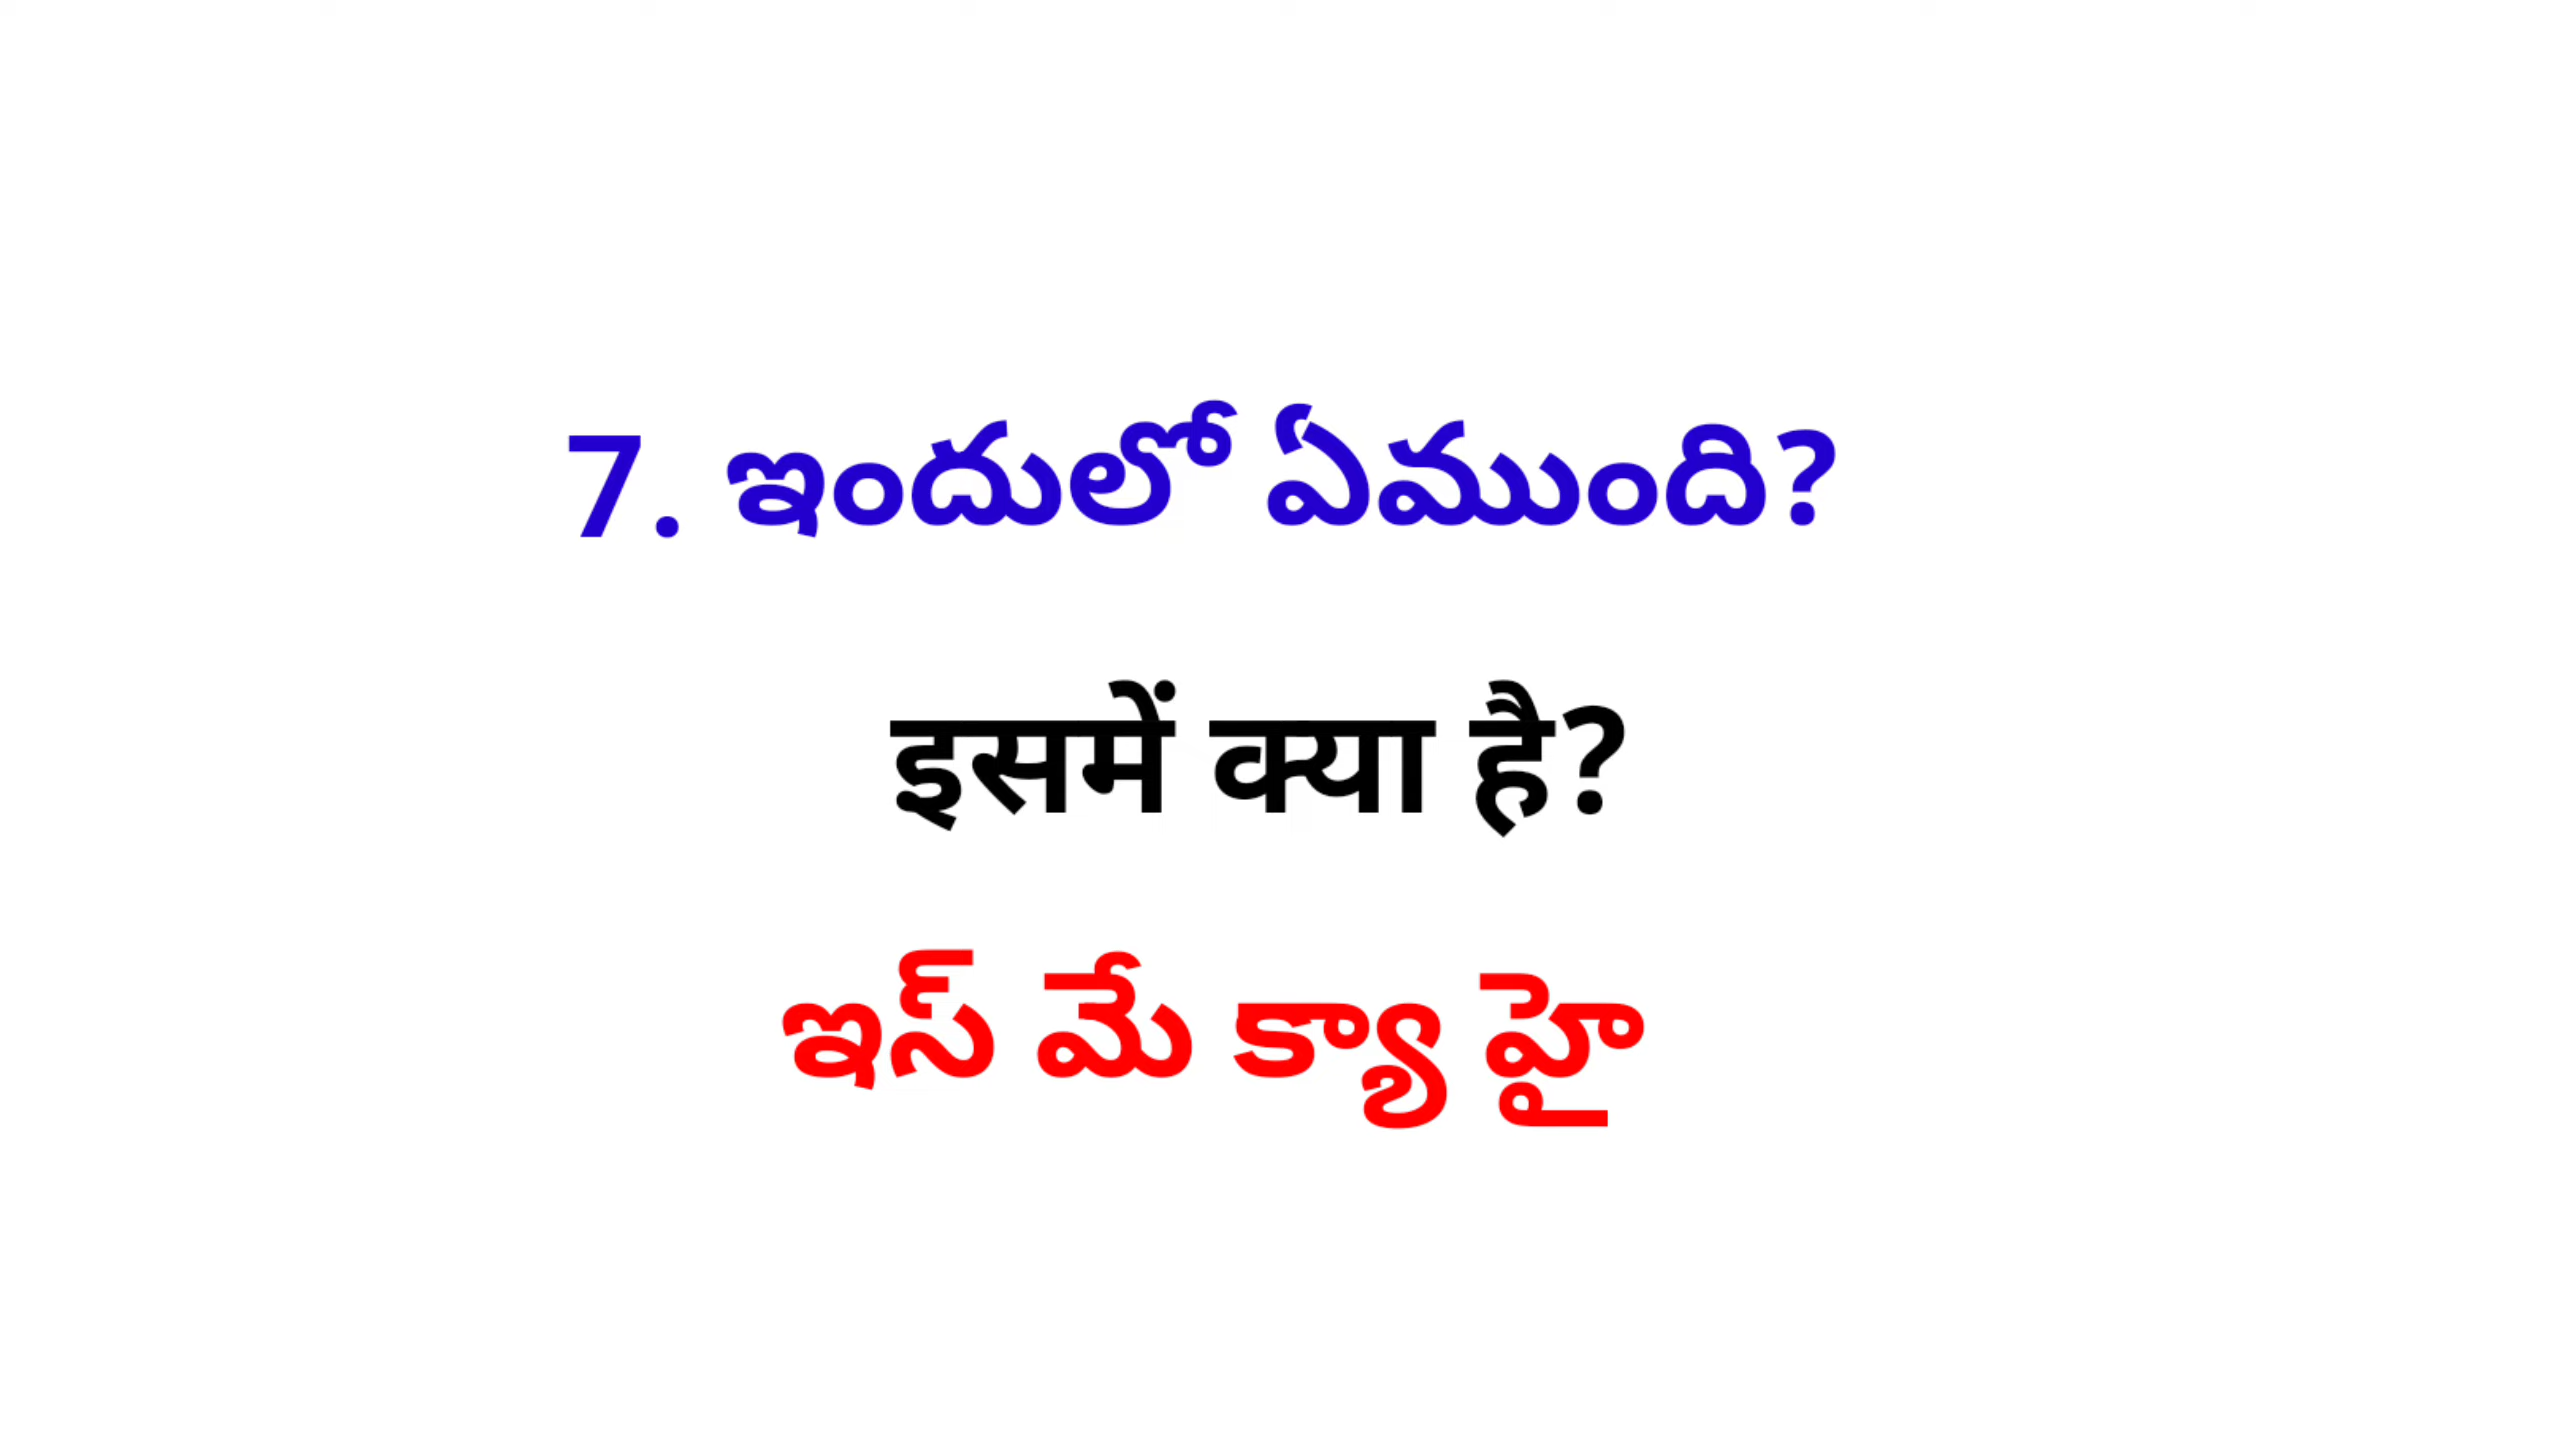 7. ఇందులో ఏముంది?
इसमें क्या है?
ఇస్ మే క్యా హై